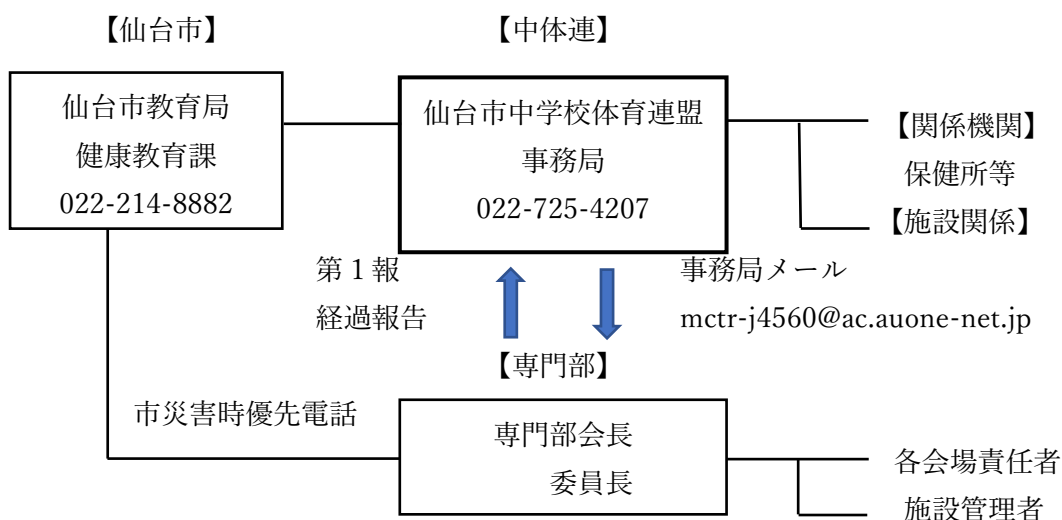 【仙台市】
【中体連】
仙台市教育局
健康教育課
022-214-8882
仙台市中学校体育連盟
事務局
022-725-4207
【関係機関】
保健所等
【施設関係】
第１報
経過報告
事務局メール
mctr-j4560@ac.auone-net.jp
【専門部】
市災害時優先電話
専門部会長
委員長
各会場責任者
施設管理者